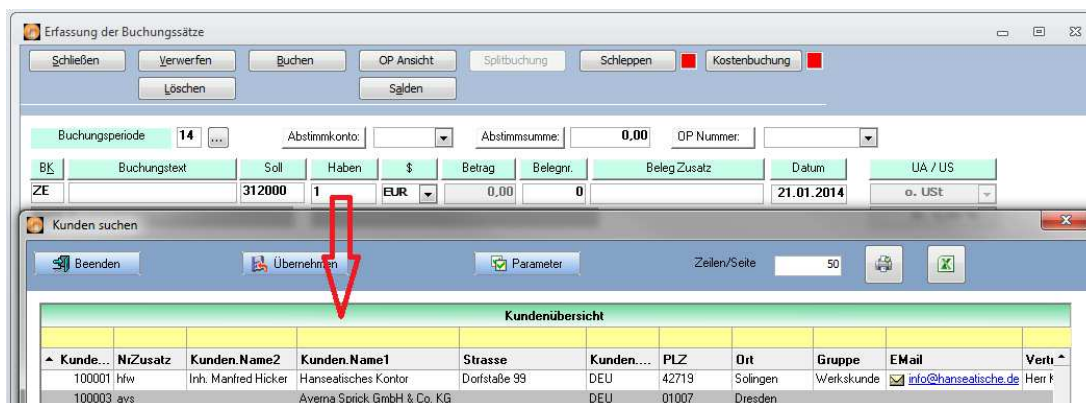 Erfassung der Buchungssätze
Schließen Verwerfen Buchen OP Ansicht Splitbuchung Schleppen Kostenbuchung
Löschen Salden
Buchungsperiode 14 ... Abstimmkonto: Abstimmsumme: 0,00 OP Nummer:
BK Buchungstext Soll Haben $ Betrag Belegnr. Beleg Zusatz Datum UA / US
ZE 312000 1 EUR 0,00 0 21.01.2014 o. USt
Kunden suchen
Beenden Übernehmen Parameter Zeilen/Seite 50
Kundenübersicht
Kunde... NrZusatz Kunden.Name2 Kunden.Name1 Strasse Kunden.... PLZ Ort Gruppe EMail Vertr
100001 hfw Inh. Manfred Hicker Hanseatisches Kontor Dorfstaße 99 DEU 42719 Solingen Werkskunde info@hanseatische.de Herr K
100003 avs Averna Sprick GmbH & Co. KG DEU 01007 Dresden